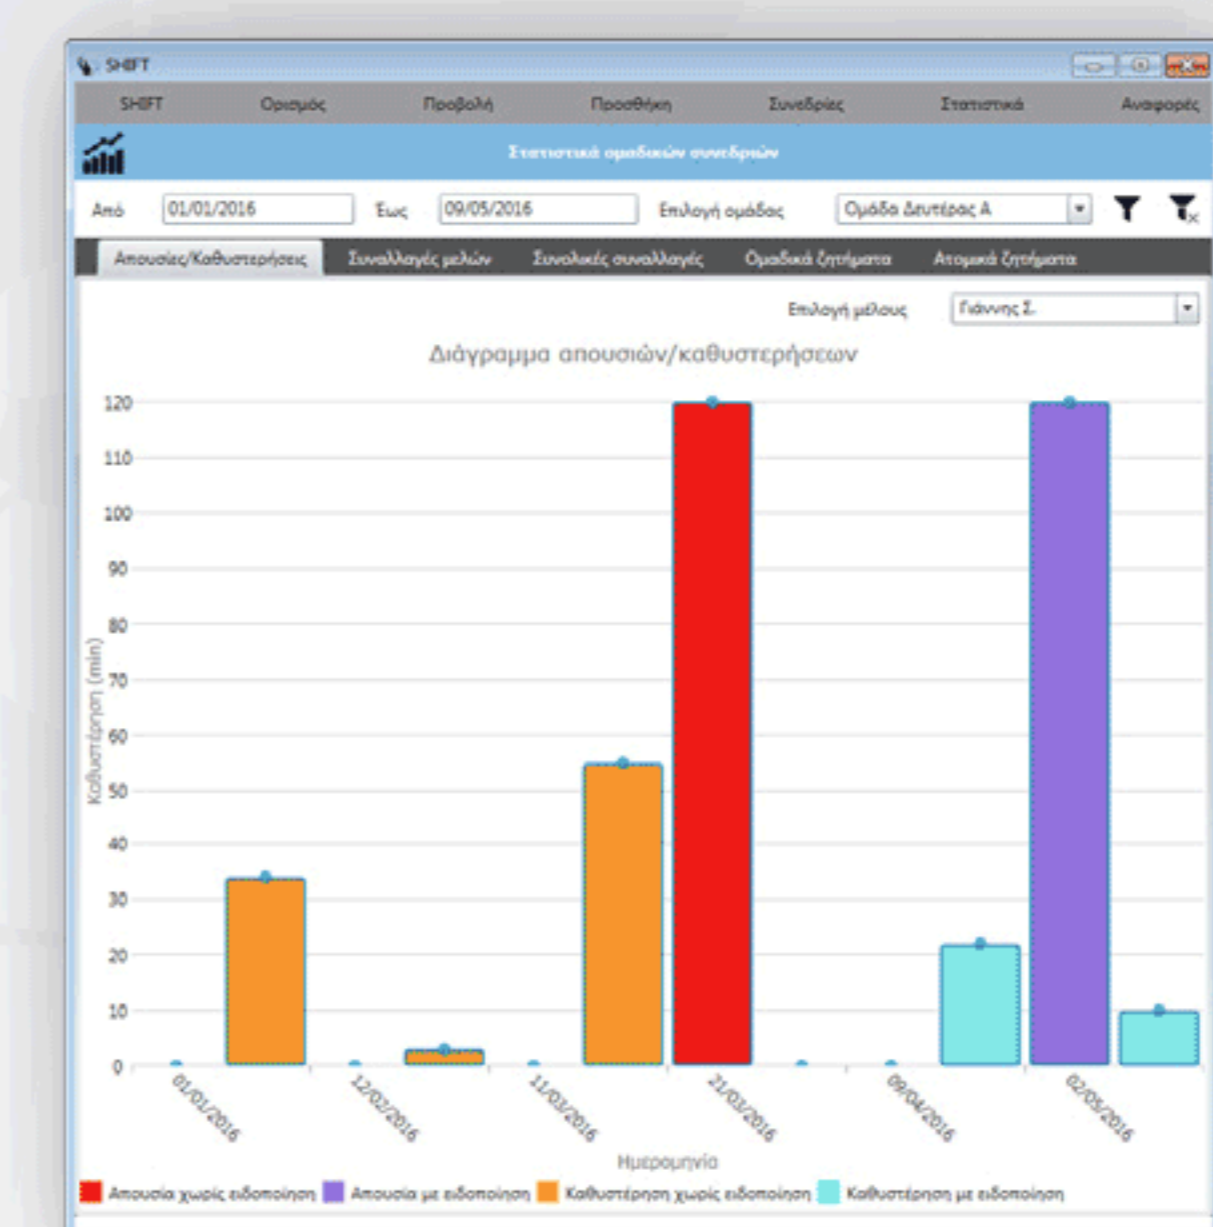 SHIFT
SHIFT Ορισμός Προβολή Προσθήκη Συνεδρίες Στατιστικά Αναφορές
Στατιστικά ομαδικών συνεδριών
Από 01/01/2016 Έως 09/05/2016 Επιλογή ομάδας Ομάδα Δευτέρας Α
Απουσίες/Καθυστερήσεις Συναλλαγές μελών Συνολικές συναλλαγές Ομαδικά ζητήματα Ατομικά ζητήματα
Επιλογή μέλους Γιάννης Σ.
Διάγραμμα απουσιών/καθυστερήσεων
120
110
100
90
80
70
60
50
40
30
20
10
0
Καθυστέρηση (min)
01/01/2016 12/02/2016 11/03/2016 21/03/2016 09/04/2016 02/05/2016
Ημερομηνία
Απουσία χωρίς ειδοποίηση Απουσία με ειδοποίηση Καθυστέρηση χωρίς ειδοποίηση Καθυστέρηση με ειδοποίηση